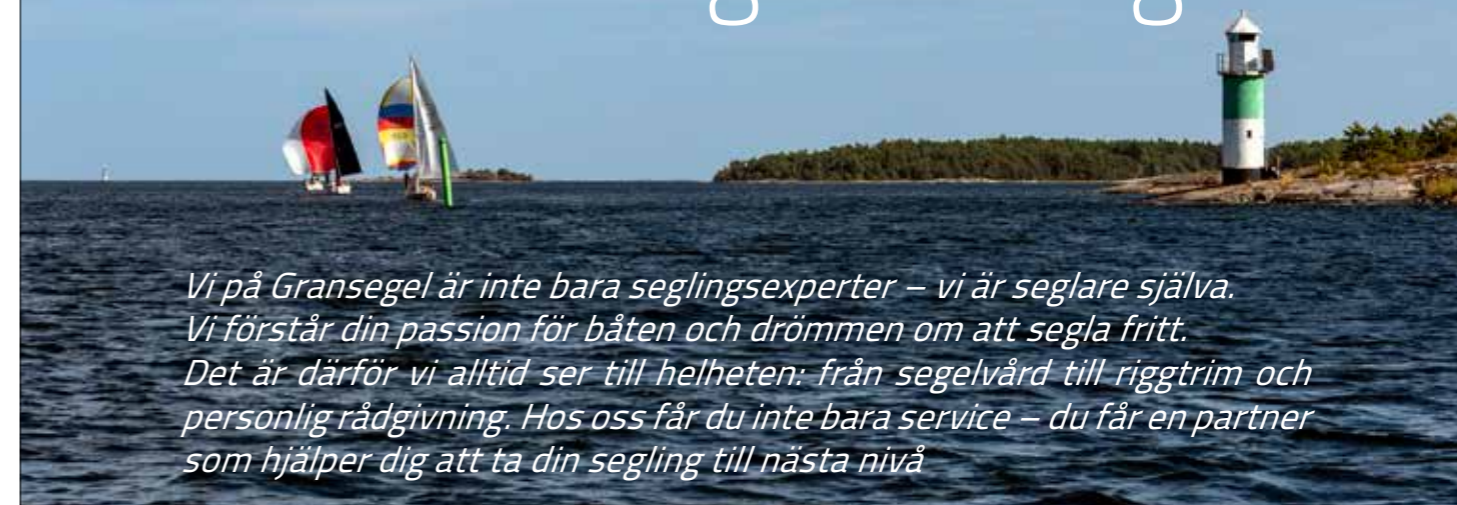 Vi på Gransegel är inte bara seglingsexperter – vi är seglare själva.
Vi förstår din passion för båten och drömmen om att segla fritt.
Det är därför vi alltid ser till helheten: från segelvård till riggtrim och
personlig rådgivning. Hos oss får du inte bara service – du får en partner
som hjälper dig att ta din segling till nästa nivå